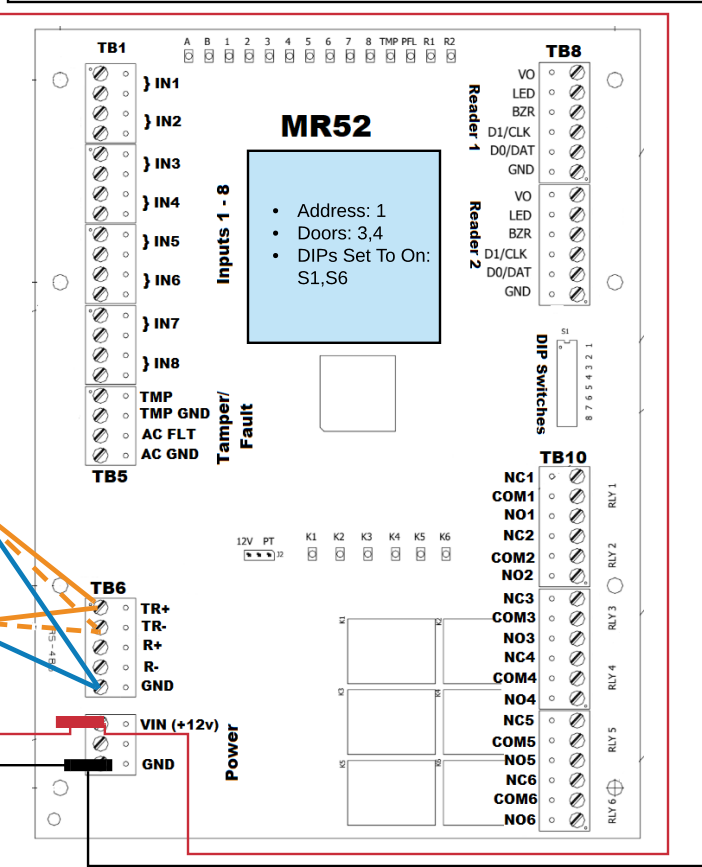 A B 1 2 3 4 5 6 7 8 TMP PFL R1 R2
TB1
} IN1
} IN2
} IN3
} IN4
} IN5
} IN6
} IN7
} IN8
Inputs 1 - 8
TMP
TMP GND
AC FLT
AC GND
Tamper/
Fault
TB5
MR52
• Address: 1
• Doors: 3,4
• DIPs Set To On:
S1,S6
TB8
Reader 1
VO
LED
BZR
D1/CLK
D0/DAT
GND
Reader 2
VO
LED
BZR
D1/CLK
D0/DAT
GND
S1
DIP Switches
8 7 6 5 4 3 2 1
12V PT
J2
K1 K2 K3 K4 K5 K6
TB6
RS-485
TR+
TR-
R+
R-
GND
VIN (+12v)
GND
Power
K1
K2
K3
K4
K5
K6
TB10
NC1
COM1
NO1
RLY 1
NC2
COM2
NO2
RLY 2
NC3
COM3
NO3
RLY 3
NC4
COM4
NO4
RLY 4
NC5
COM5
NO5
RLY 5
NC6
COM6
NO6
RLY 6